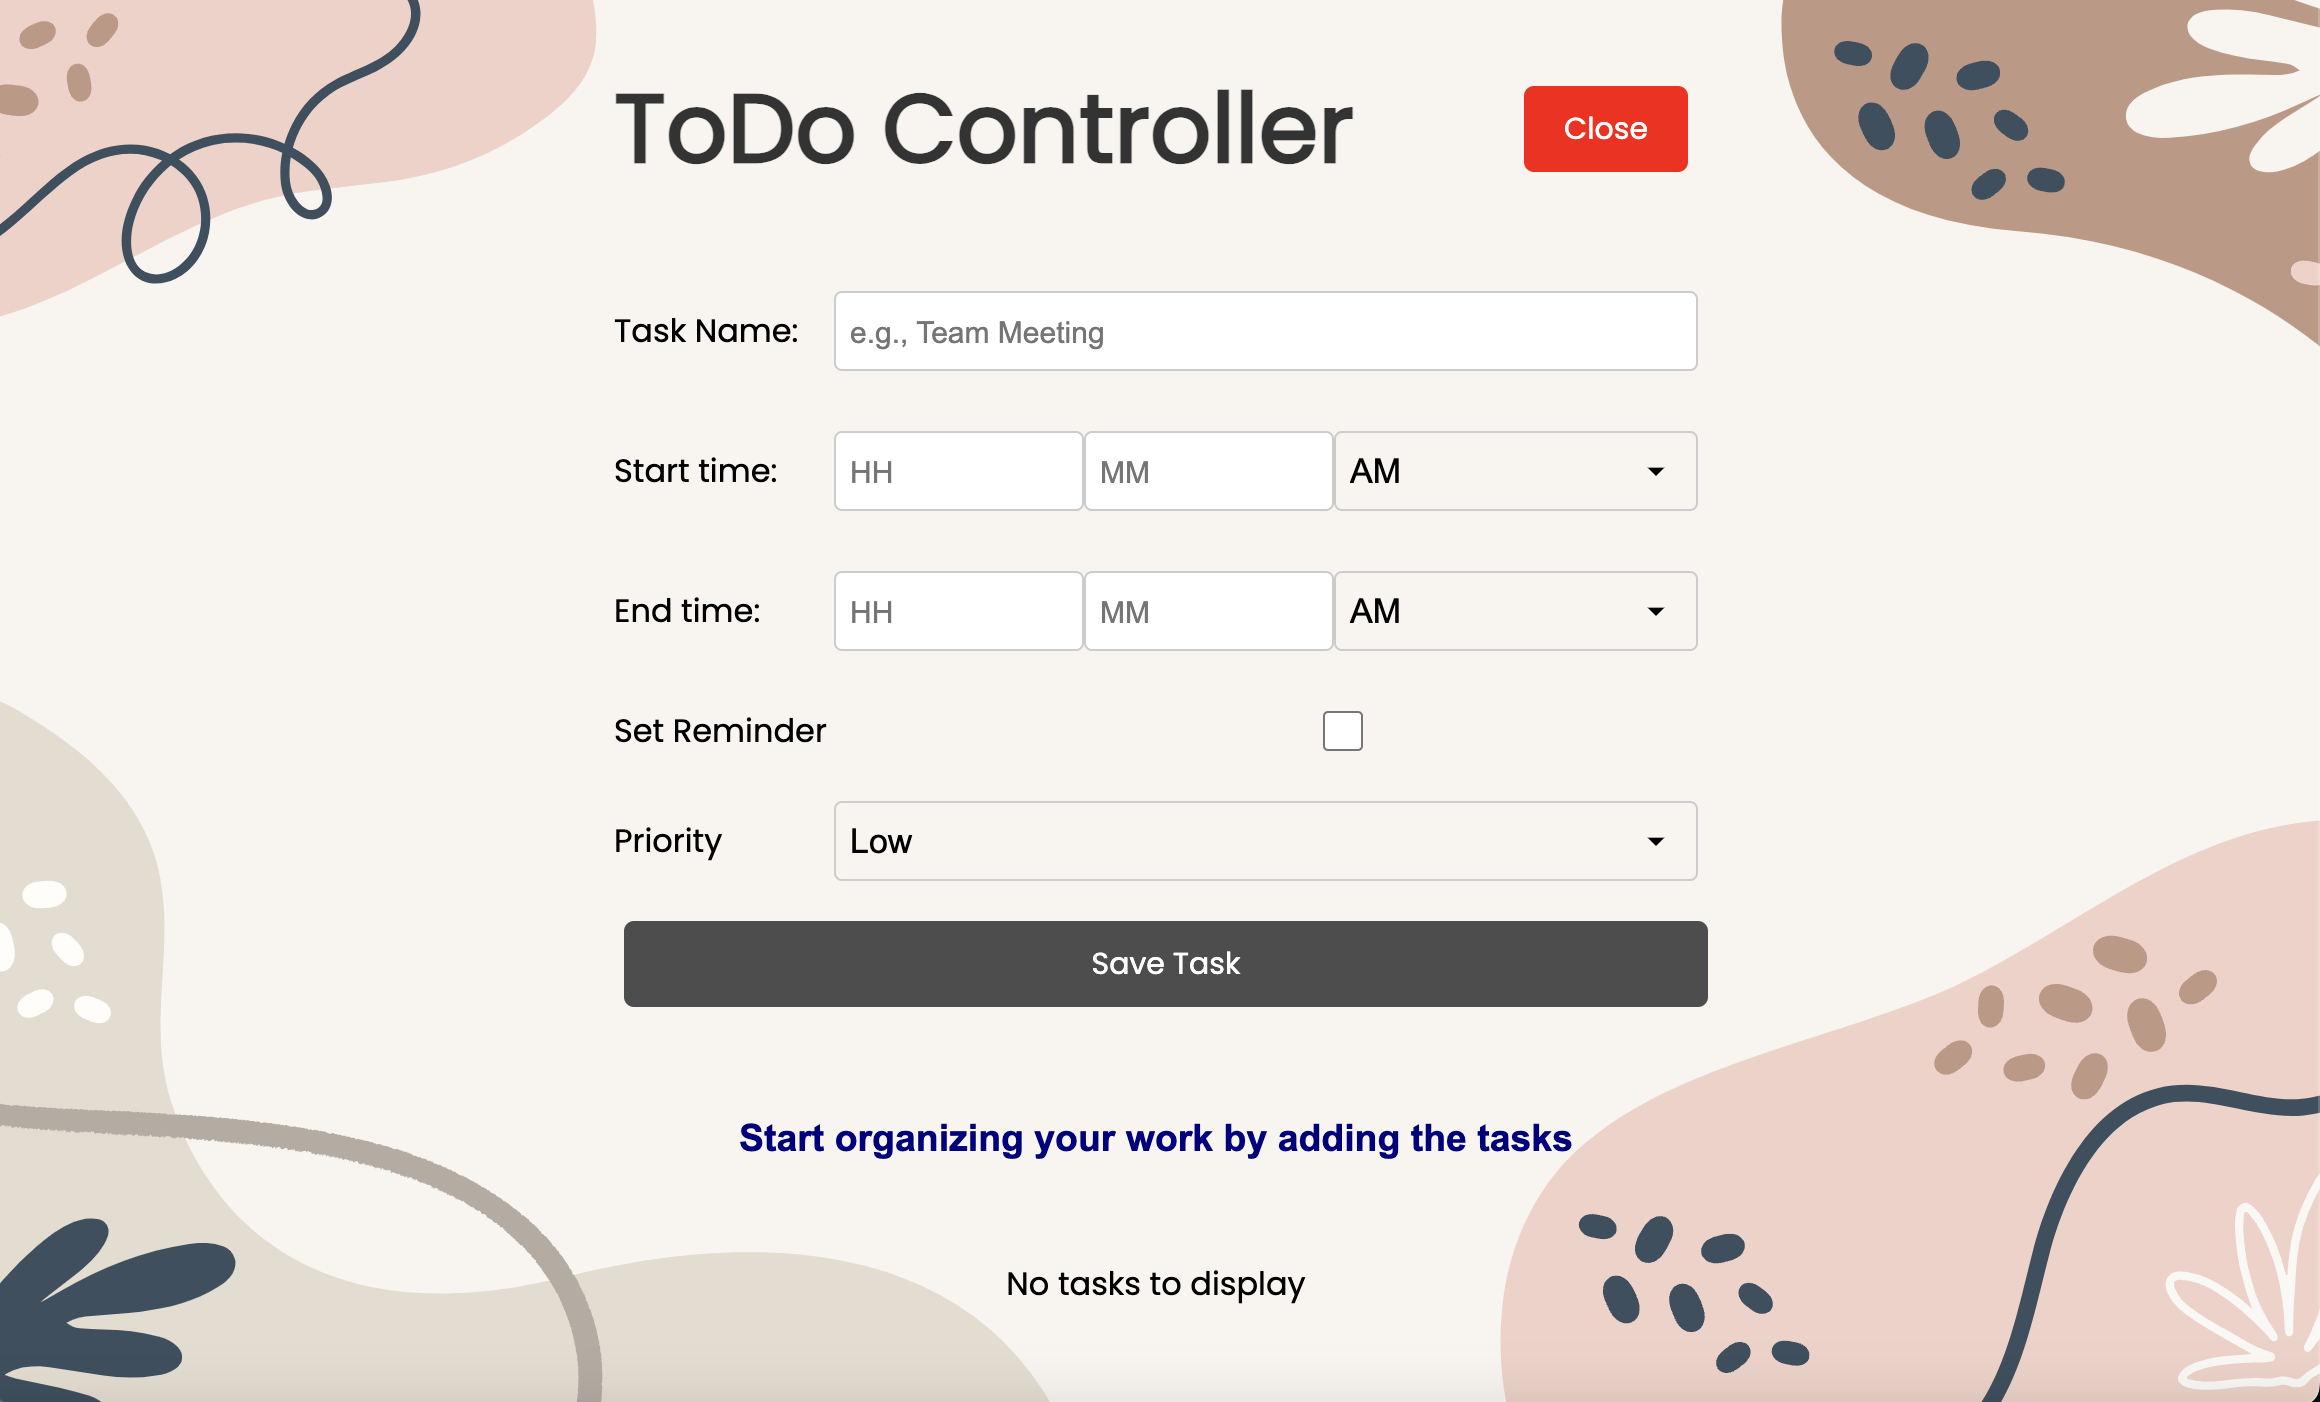 ToDo Controller
Close
Task Name:
e.g., Team Meeting
Start time:
HH
MM
AM
End time:
HH
MM
AM
Set Reminder
Priority
Low
Save Task
Start organizing your work by adding the tasks
No tasks to display